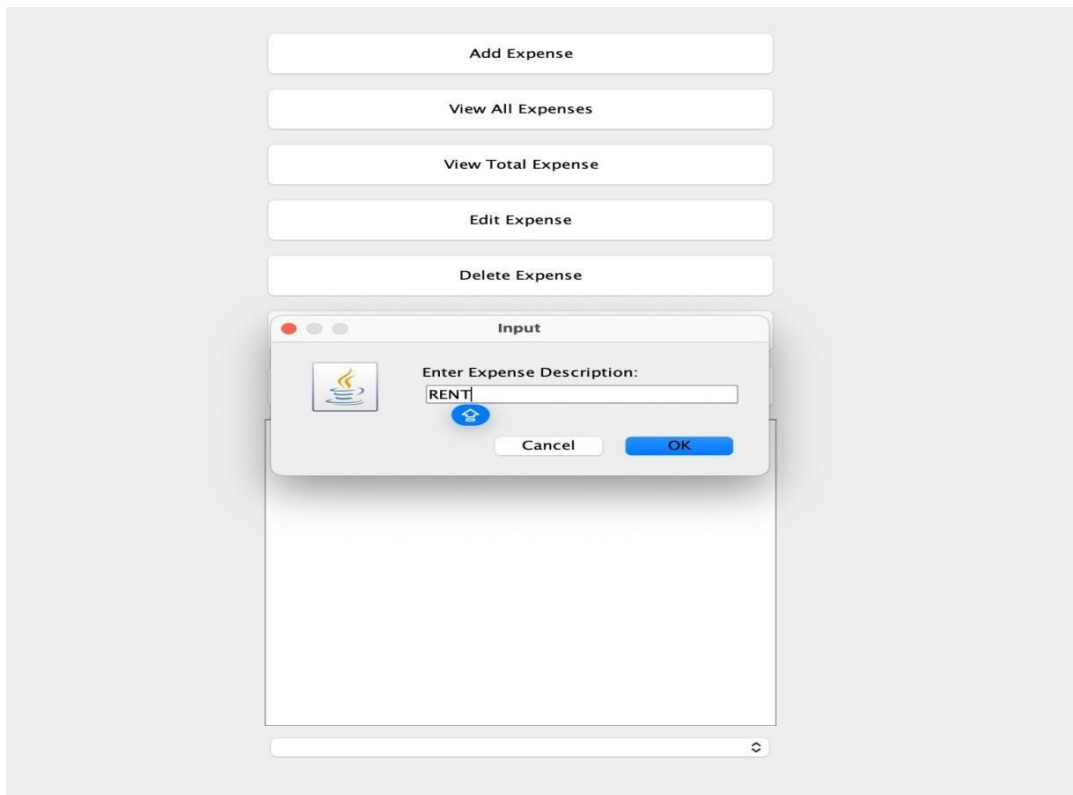 Add Expense
View All Expenses
View Total Expense
Edit Expense
Delete Expense
Input
Enter Expense Description:
RENT
Cancel OK